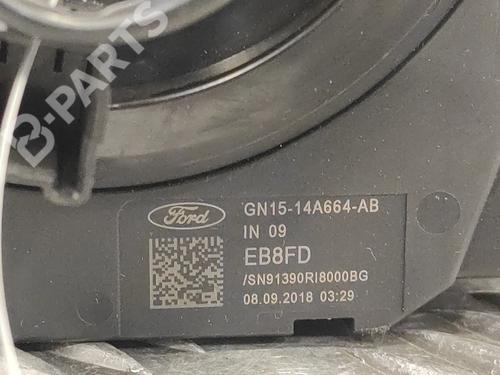 B-PARTS
Ford
GN15-14A664-AB
IN 09
EB8FD
/SN91390RI8000BG
08.09.2018 03:29